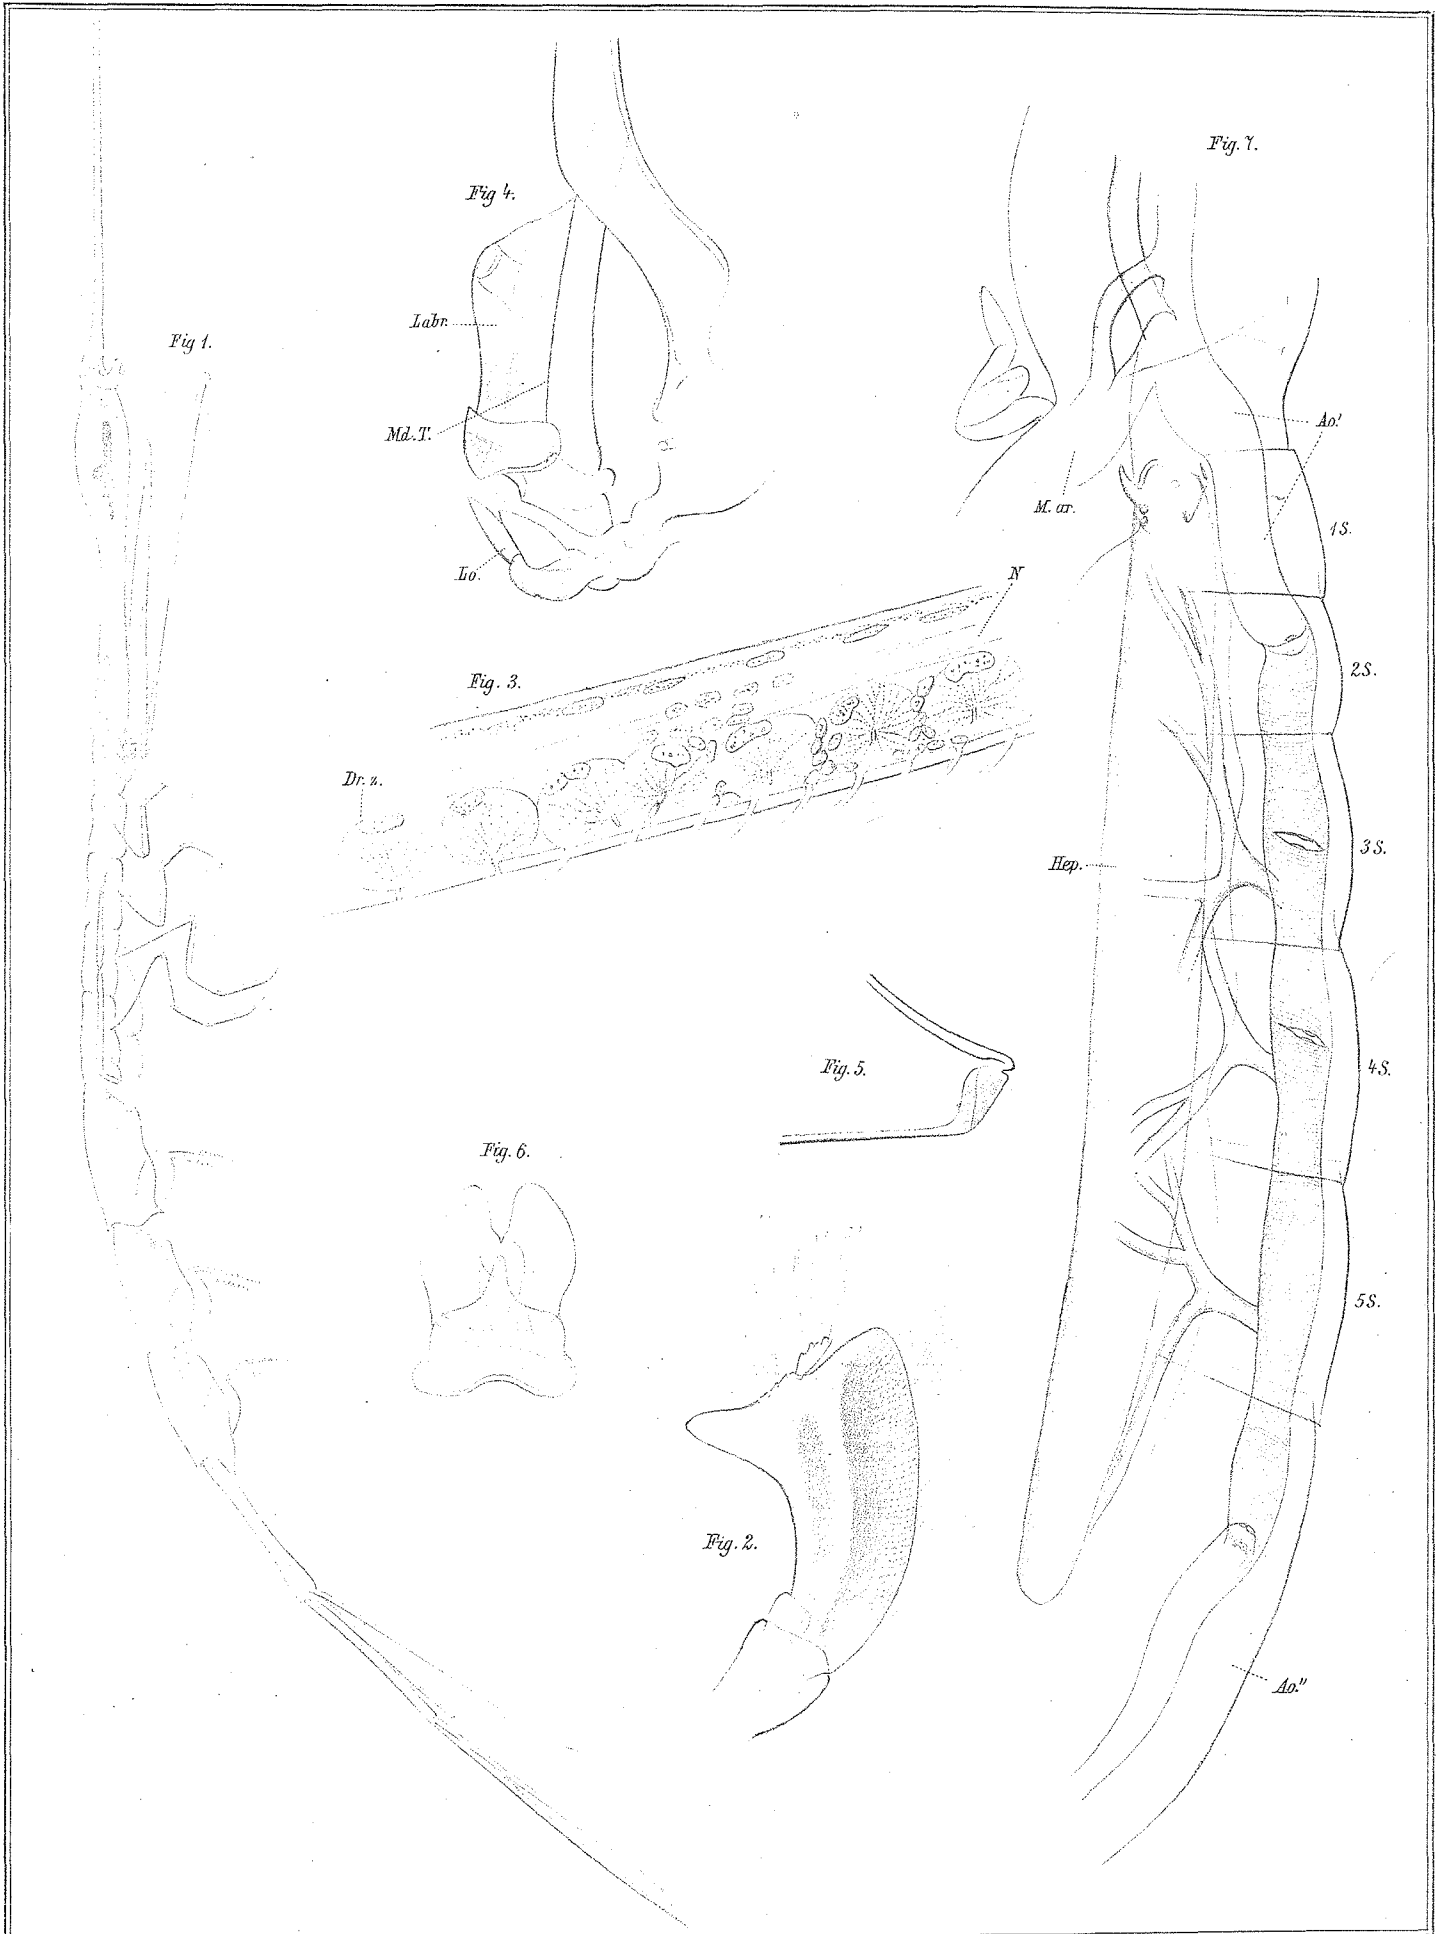 Fig. 7.
Fig 4.
Labr.
Fig 1.
Ao.'
Md.T.
M. ar.
1S.
Lo.
N
2S.
Fig. 3.
Dr. z.
3S.
Hep.
Fig. 5.
4S.
Fig. 6.
5S.
Fig. 2.
Ao."